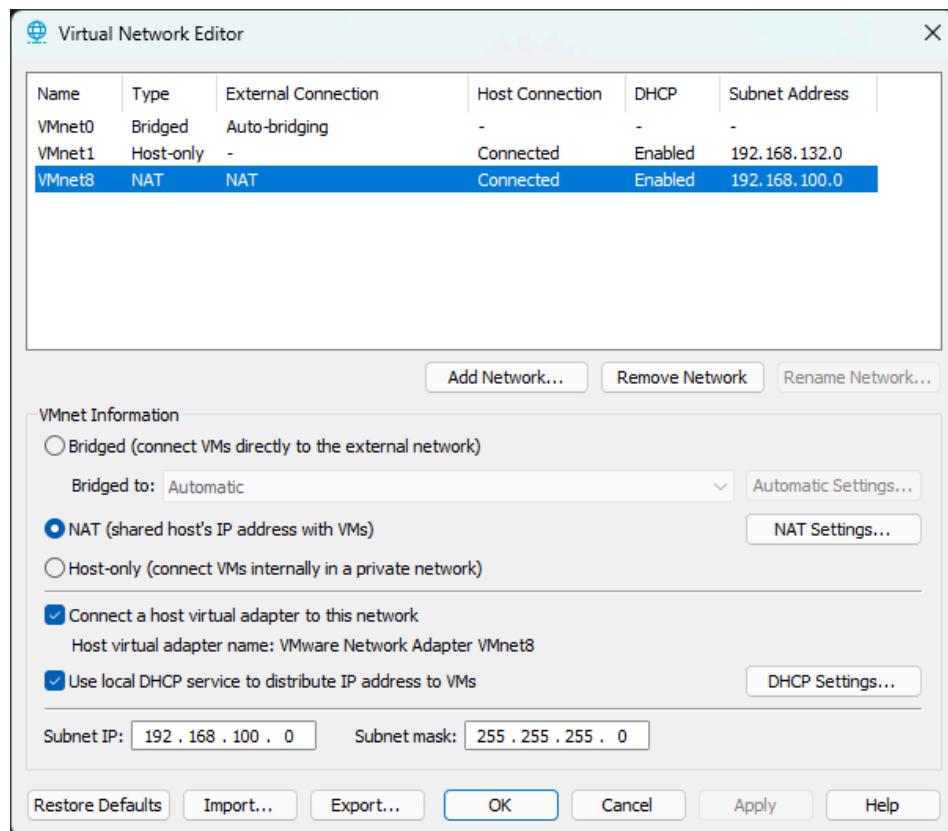 Virtual Network Editor
Name Type External Connection Host Connection DHCP Subnet Address
VMnet0 Bridged Auto-bridging - - -
VMnet1 Host-only - Connected Enabled 192.168.132.0
VMnet8 NAT NAT Connected Enabled 192.168.100.0
Add Network... Remove Network Rename Network...
VMnet Information
Bridged (connect VMs directly to the external network)
Bridged to: Automatic Automatic Settings...
NAT (shared host's IP address with VMs) NAT Settings...
Host-only (connect VMs internally in a private network)
Connect a host virtual adapter to this network
Host virtual adapter name: VMware Network Adapter VMnet8
Use local DHCP service to distribute IP address to VMs DHCP Settings...
Subnet IP: 192 . 168 . 100 . 0 Subnet mask: 255 . 255 . 255 . 0
Restore Defaults Import... Export... OK Cancel Apply Help